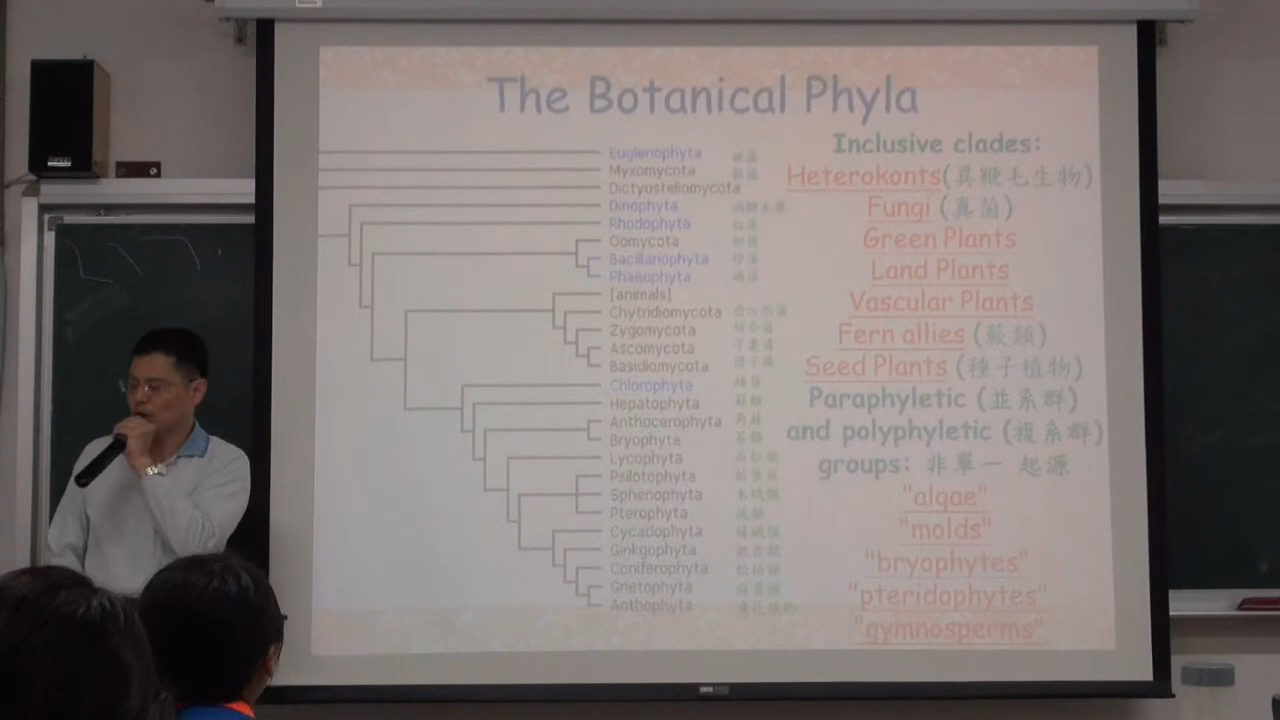 The Botanical Phyla
Euglenophyta
Myxomycota
Dictyosteliomycota
Dinophyta
Rhodophyta
Oomycota
Bacillariophyta
Phaeophyta
[animals]
Chytridiomycota
Zygomycota
Ascomycota
Basidiomycota
Chlorophyta
Hepatophyta
Anthocerophyta
Bryophyta
Lycophyta
Psilotophyta
Sphenophyta
Pterophyta
Cycadophyta
Ginkgophyta
Coniferophyta
Gnetophyta
Anthophyta
Inclusive clades:
Heterokonts(異鞭毛生物)
Fungi (真菌)
Green Plants
Land Plants
Vascular Plants
Fern allies (蕨類)
Seed Plants (種子植物)
Paraphyletic (並系群)
and polyphyletic (複系群)
groups: 非單一 起源
"algae"
"molds"
"bryophytes"
"pteridophytes"
"gymnosperms"